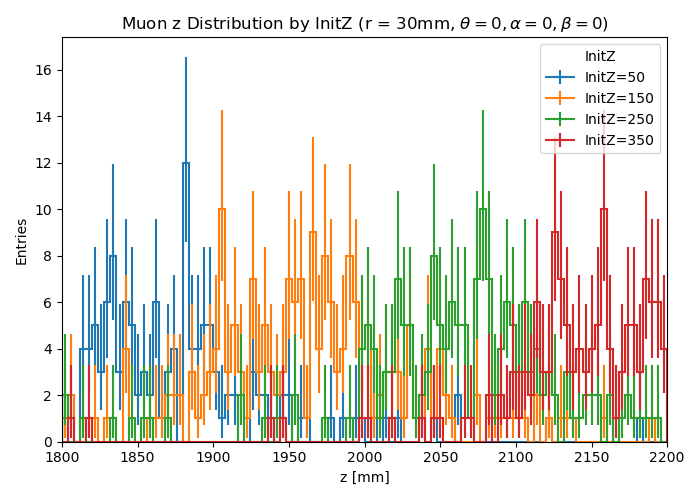 Muon z Distribution by InitZ (r = 30mm, θ = 0, α = 0, β = 0)
InitZ
InitZ=50
InitZ=150
InitZ=250
InitZ=350
Entries
16
14
12
10
8
6
4
2
0
1800 1850 1900 1950 2000 2050 2100 2150 2200
z [mm]